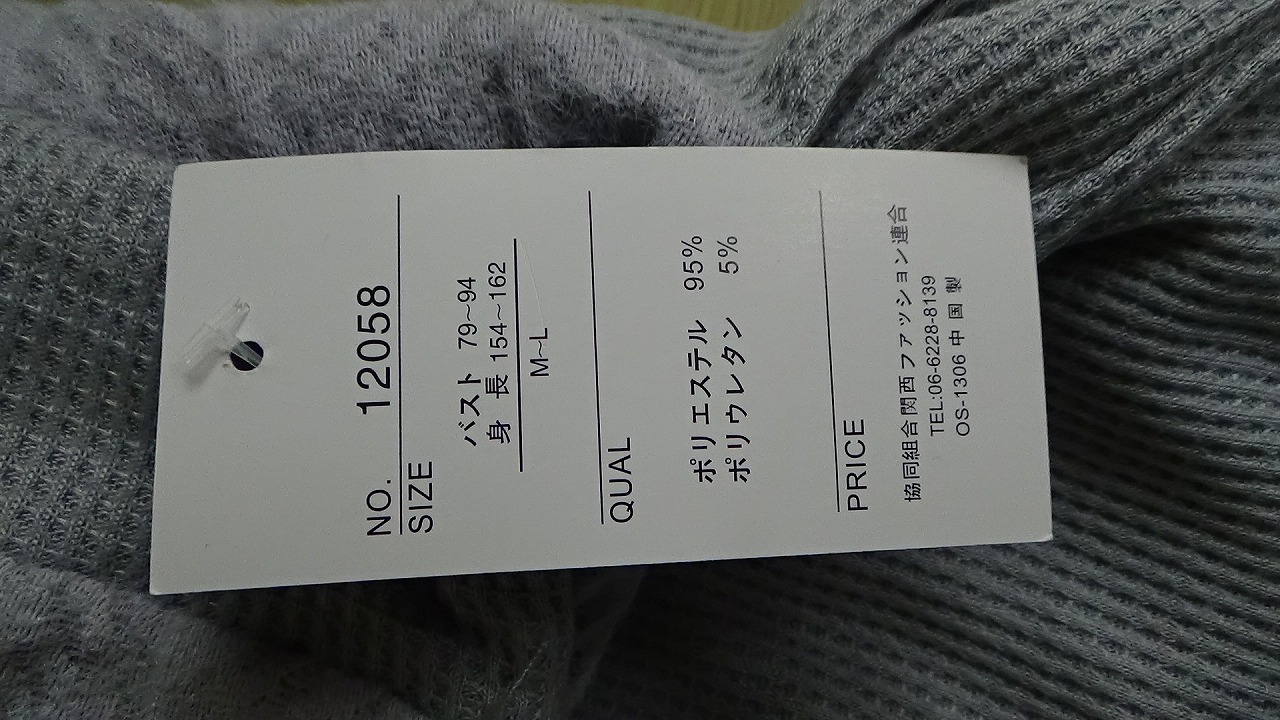 NO. 12058
SIZE
バスト 79~94
身 長 154~162
M~L
QUAL
ポリエステル 95%
ポリウレタン 5%
PRICE
協同組合関西ファッション連合
TEL:06-6228-8139
OS-1306 中 国 製